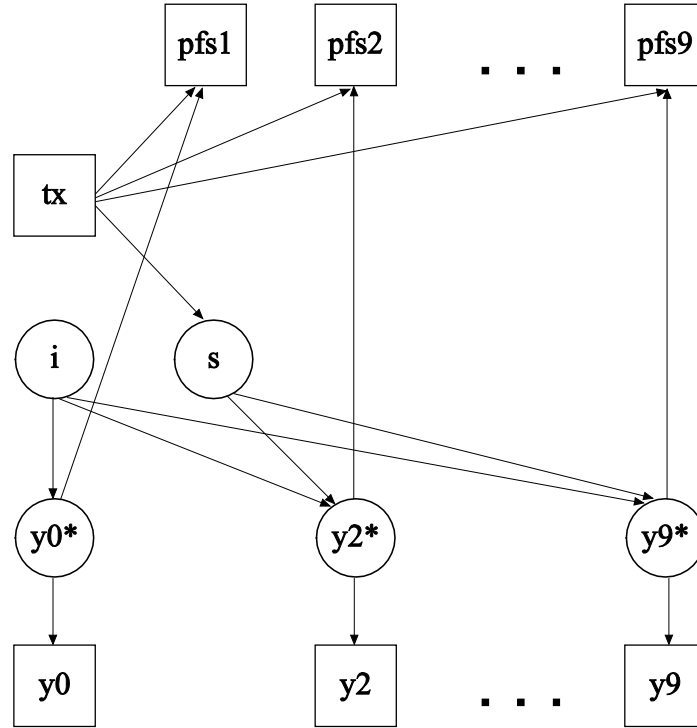 pfs1 pfs2 . . . pfs9
tx
i s
y0* y2* y9*
y0 y2 . . . y9